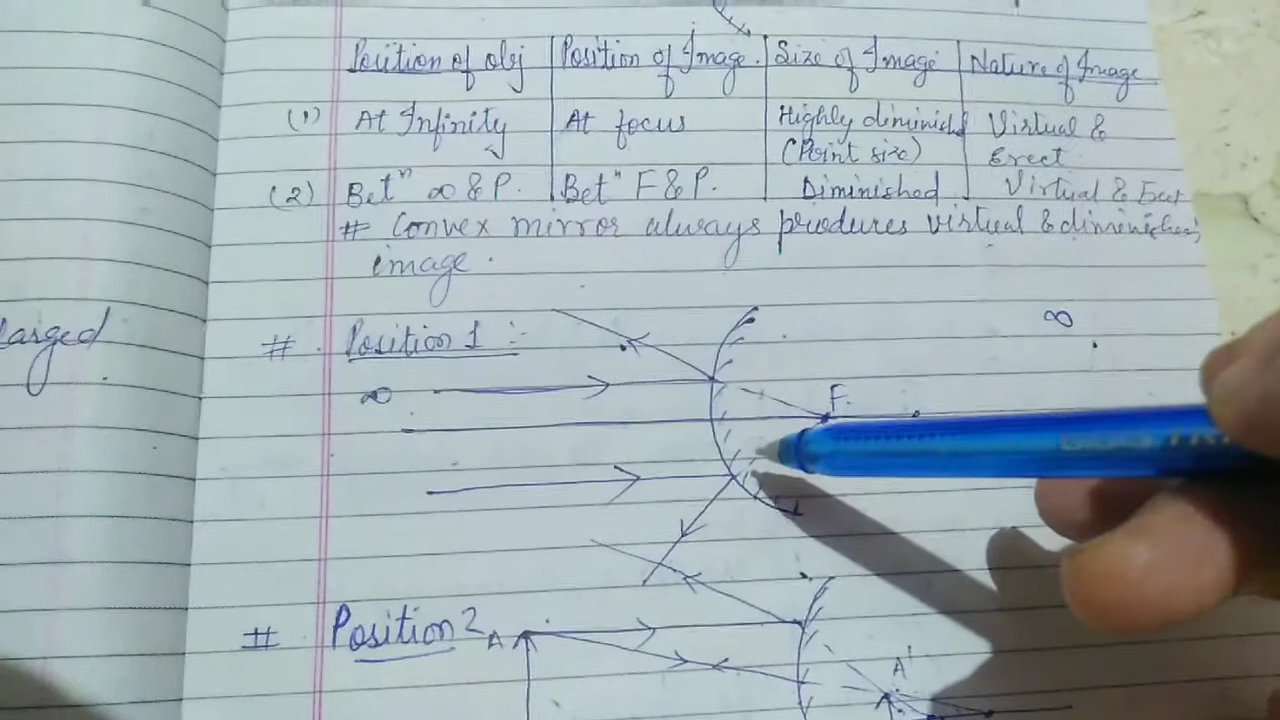 Position of obj | Position of Image. | Size of Image | Nature of Image
(1) At Infinity | At focus | Highly diminishd (Point size) | Virtual & Erect
(2) Betⁿ ∞ & P. | Betⁿ F & P. | Diminished | Virtual & Erect
# Convex mirror always produces virtual & diminished
image.
larged
# Position 1 :-
∞
∞
F.
# Position 2
A
A'